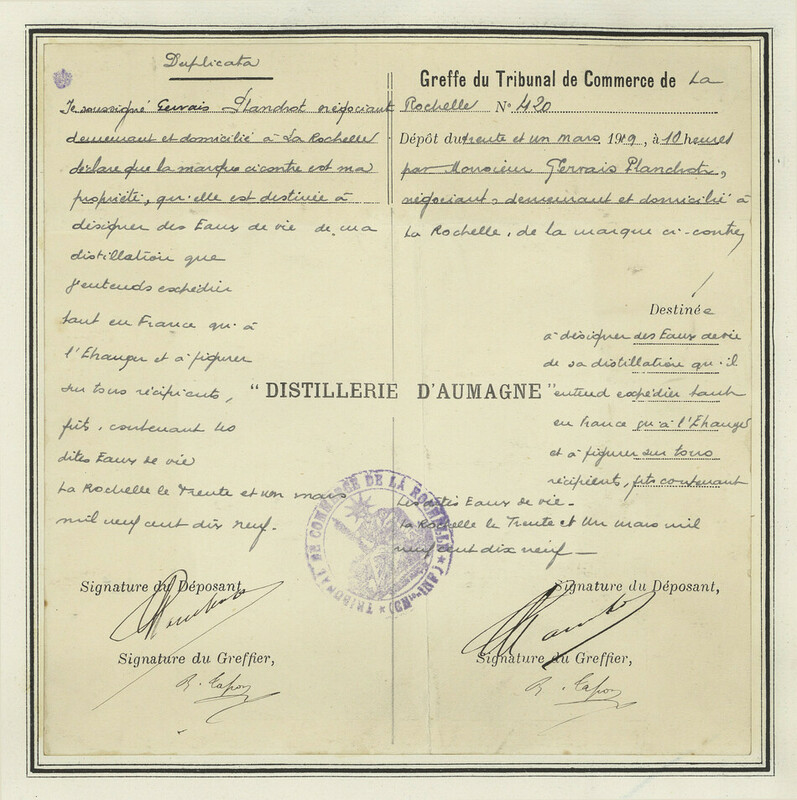 Duplicata
Je soussigné Gervais Plandrot négociant
demeurant et domicilié à La Rochelle
déclare que la marque ci contre est ma
propriété, qu'elle est destinée à
désigner des Eaux de vie de ma
distillation que
j'entends expédier
tant en France qu'à
l'Etranger et à figurer
sur tous récipients,
fûts, contenant les
dites Eaux de vie
La Rochelle le Trente et un mars
mil neuf cent dix neuf.
Signature du Déposant,
Signature du Greffier,
"DISTILLERIE D'AUMAGNE"
TRIBUNAL DE COMMERCE DE LA ROCHELLE
Greffe du Tribunal de Commerce de La
Rochelle N° 420
Dépôt du trente et un mars 1919, à 10 heures
par Monsieur Gervais Plandrot,
négociant, demeurant et domicilié à
La Rochelle, de la marque ci-contre,
Destinée
à désigner des Eaux de vie
de sa distillation qu'il
entend expédier tant
en France qu'à l'Etranger
et à figurer sur tous
récipients, fûts contenant
les dites Eaux de vie.
La Rochelle le Trente et Un mars mil
neuf cent dix neuf
Signature du Déposant,
Signature du Greffier,